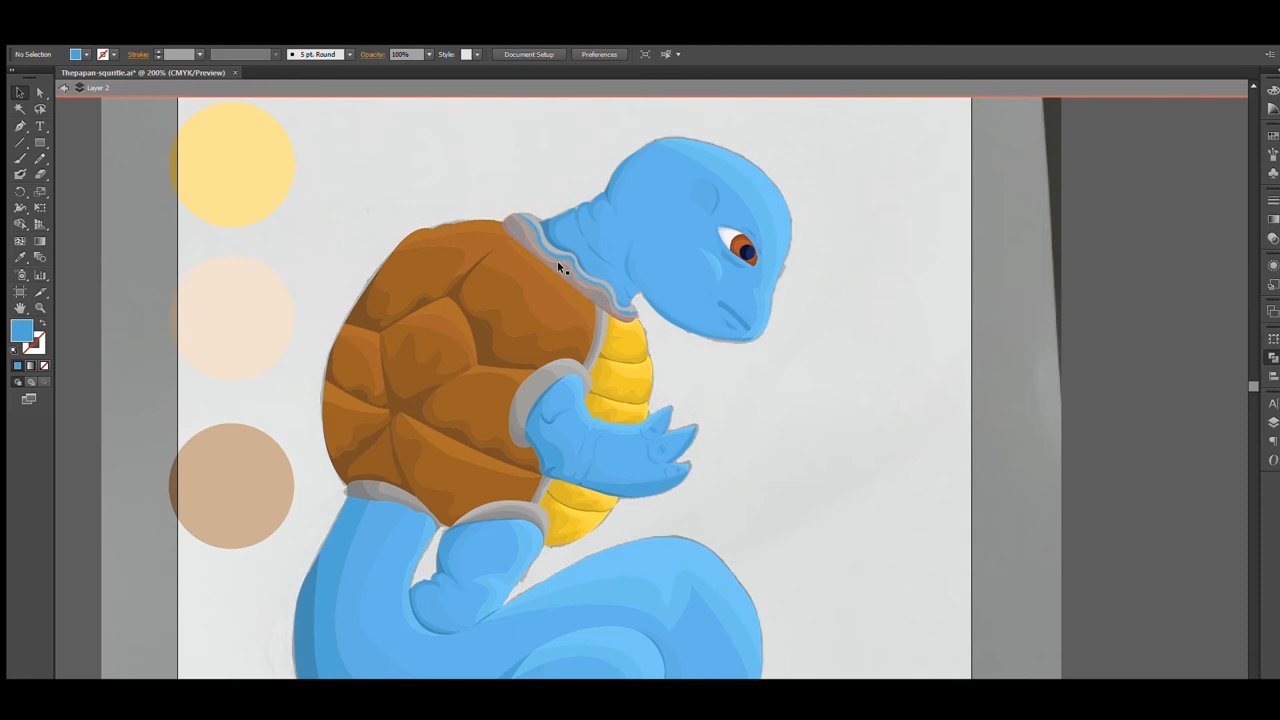 No Selection Stroke: 5 pt. Round Opacity: 100% Style: Document Setup Preferences
Thepapan-squritle.ai* @ 200% (CMYK/Preview) ×
Layer 2